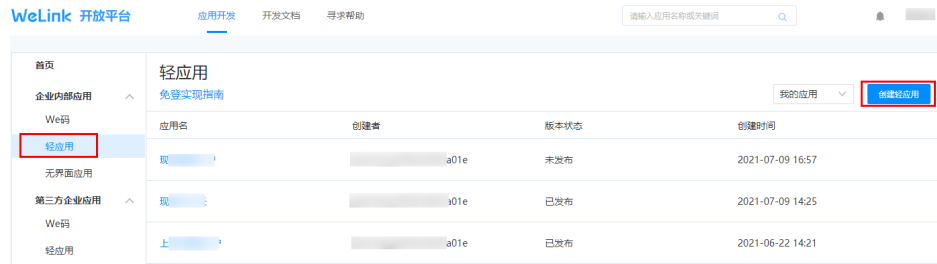 WeLink 开放平台 应用开发 开发文档 寻求帮助 请输入应用名称或关键词
首页
企业内部应用
We码
轻应用
无界面应用
第三方企业应用
We码
轻应用
轻应用
免登实现指南
我的应用 创建轻应用
应用名 创建者 版本状态 创建时间
现 a01e 未发布 2021-07-09 16:57
现 a01e 已发布 2021-07-09 14:25
上 a01e 已发布 2021-06-22 14:21